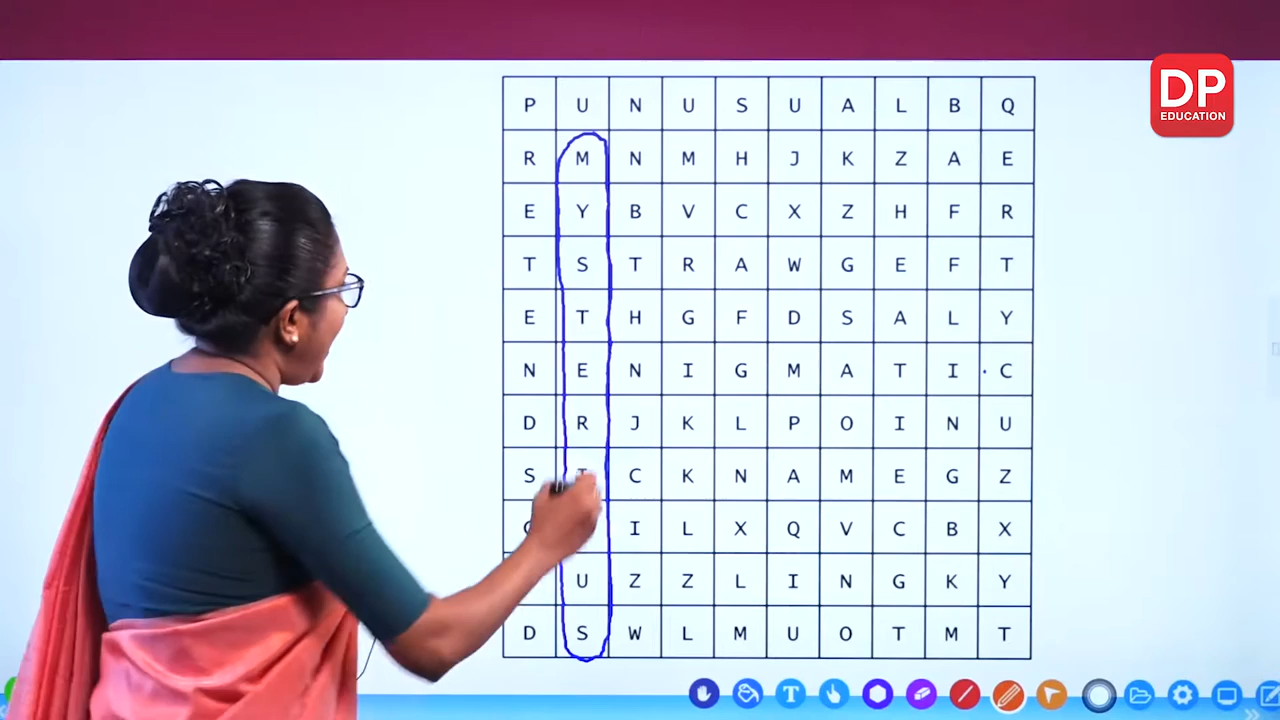 DP
EDUCATION
P U N U S U A L B Q
R M N M H J K Z A E
E Y B V C X Z H F R
T S T R A W G E F T
E T H G F D S A L Y
N E N I G M A T I C
D R J K L P O I N U
S I C K N A M E G Z
I L X Q V C B X
U Z Z L I N G K Y
D S W L M U O T M T
T